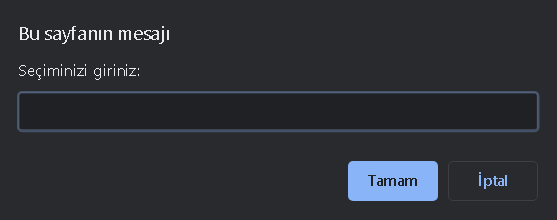 Bu sayfanın mesajı
Seçiminizi giriniz:
Tamam
İptal